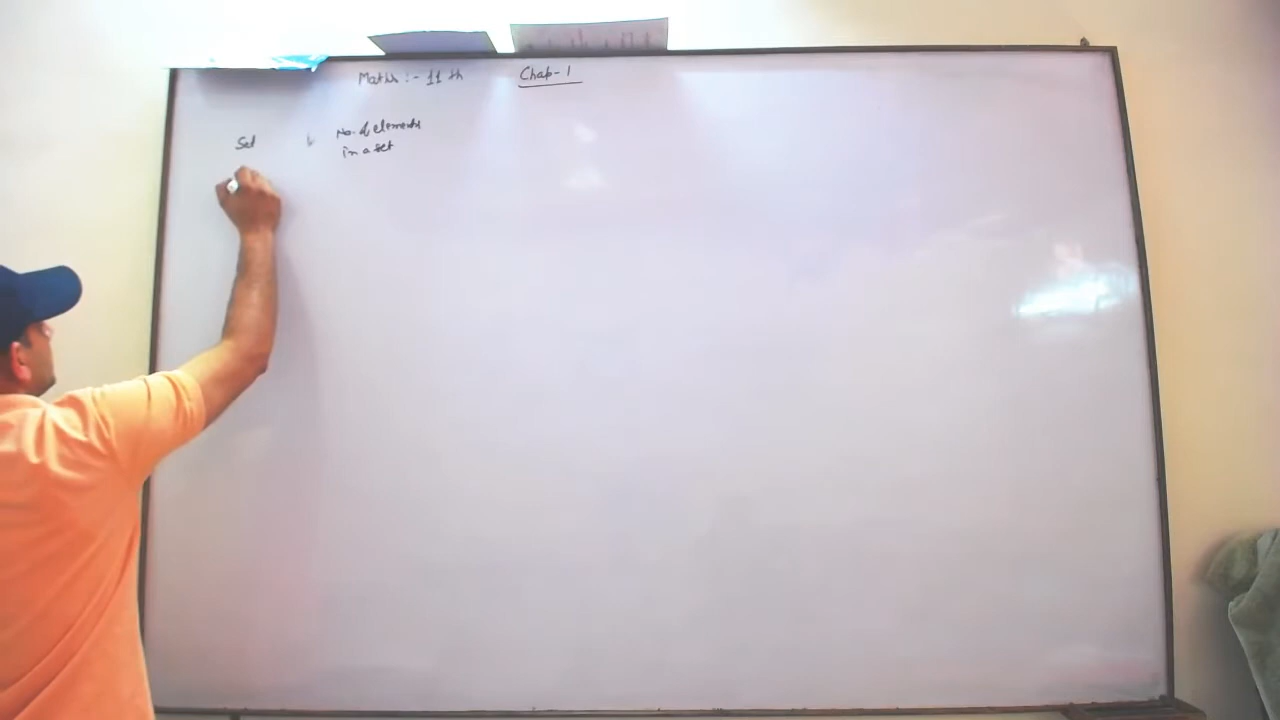 Maths :- 11 th Chap-1
Set No. of elements
in a set